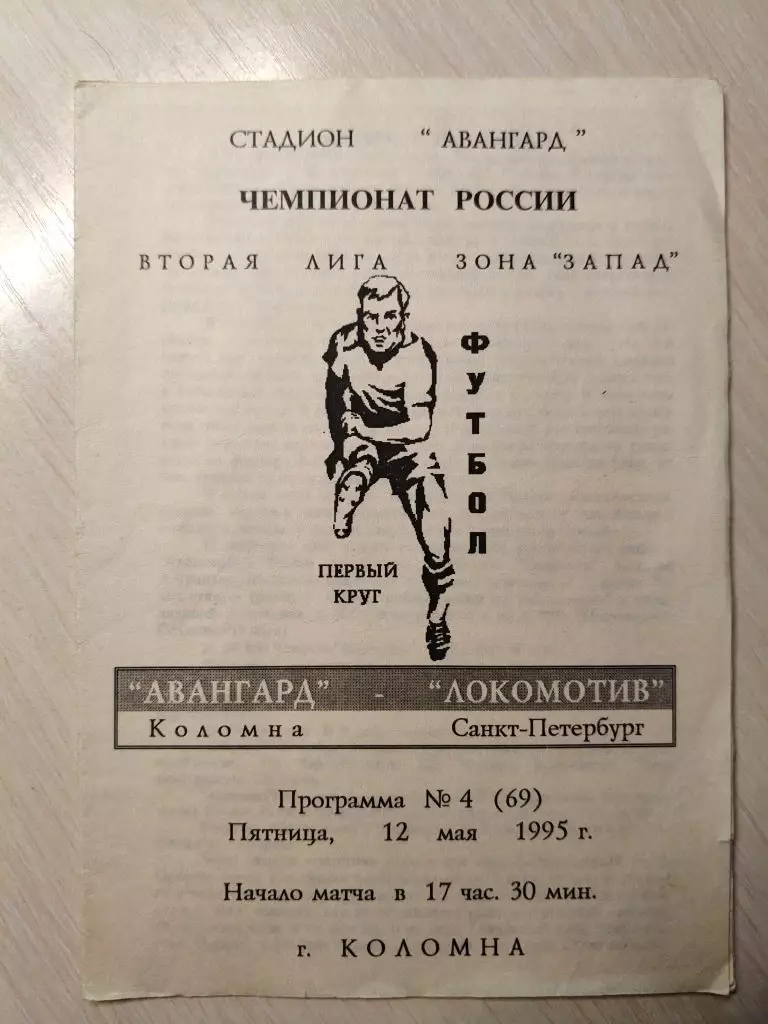 СТАДИОН " АВАНГАРД "
ЧЕМПИОНАТ РОССИИ
ВТОРАЯ ЛИГА ЗОНА "ЗАПАД"
ФУТБОЛ
ПЕРВЫЙ
КРУГ
"АВАНГАРД" - "ЛОКОМОТИВ"
Коломна Санкт-Петербург
Программа № 4 (69)
Пятница, 12 мая 1995 г.
Начало матча в 17 час. 30 мин.
г. КОЛОМНА